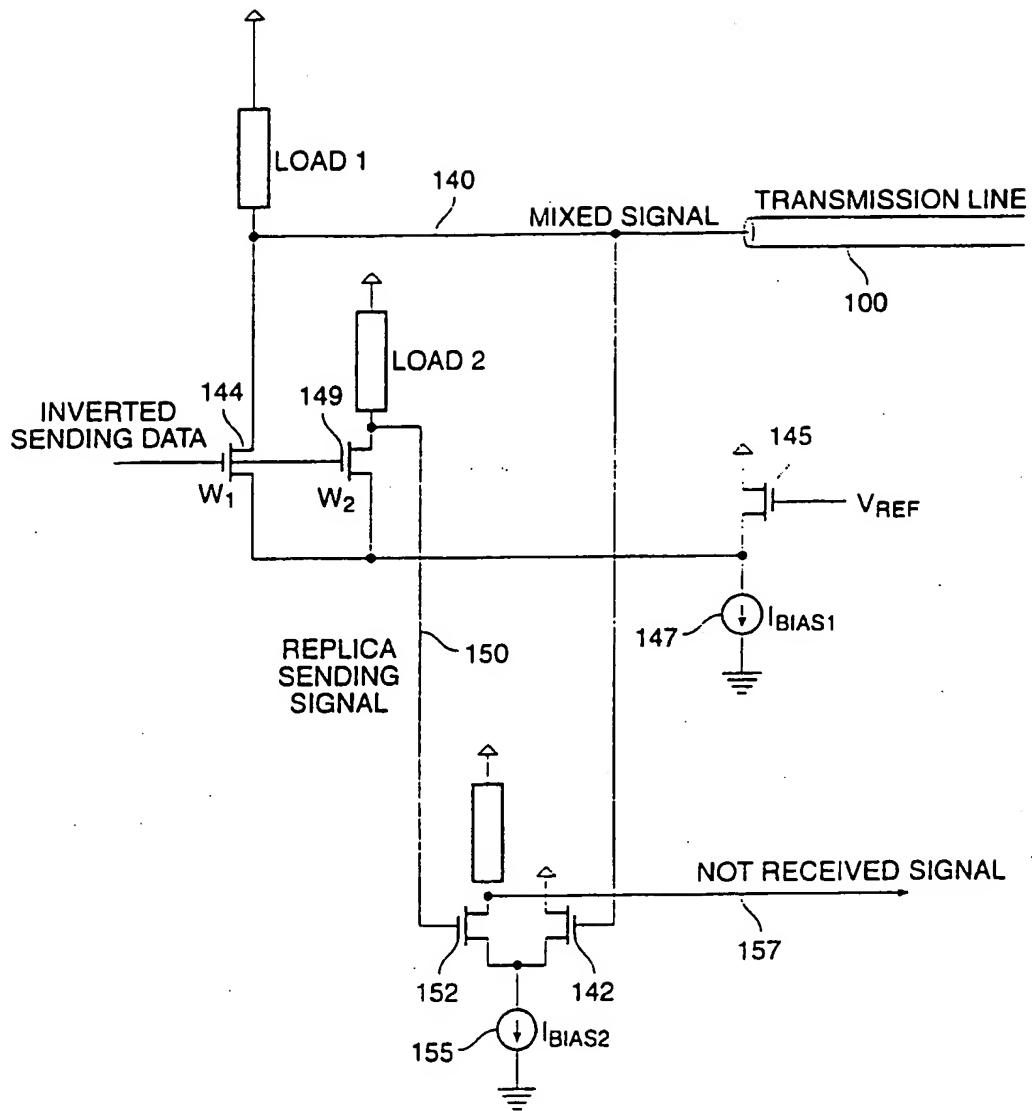 LOAD 1
140
MIXED SIGNAL
TRANSMISSION LINE
100
LOAD 2
144
149
INVERTED
SENDING DATA
W1
W2
145
VREF
147
IBIAS1
REPLICA
SENDING
SIGNAL
150
NOT RECEIVED SIGNAL
157
152
142
155
IBIAS2